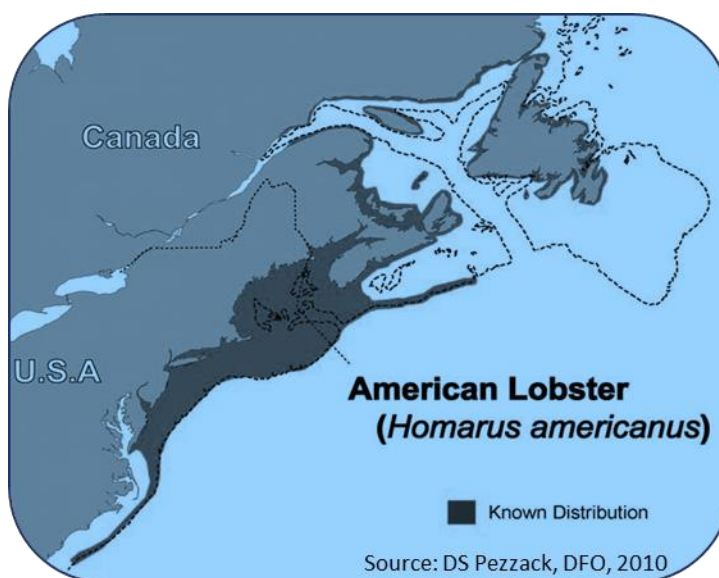 Canada
U.S.A
American Lobster
(Homarus americanus)
Known Distribution
Source: DS Pezzack, DFO, 2010